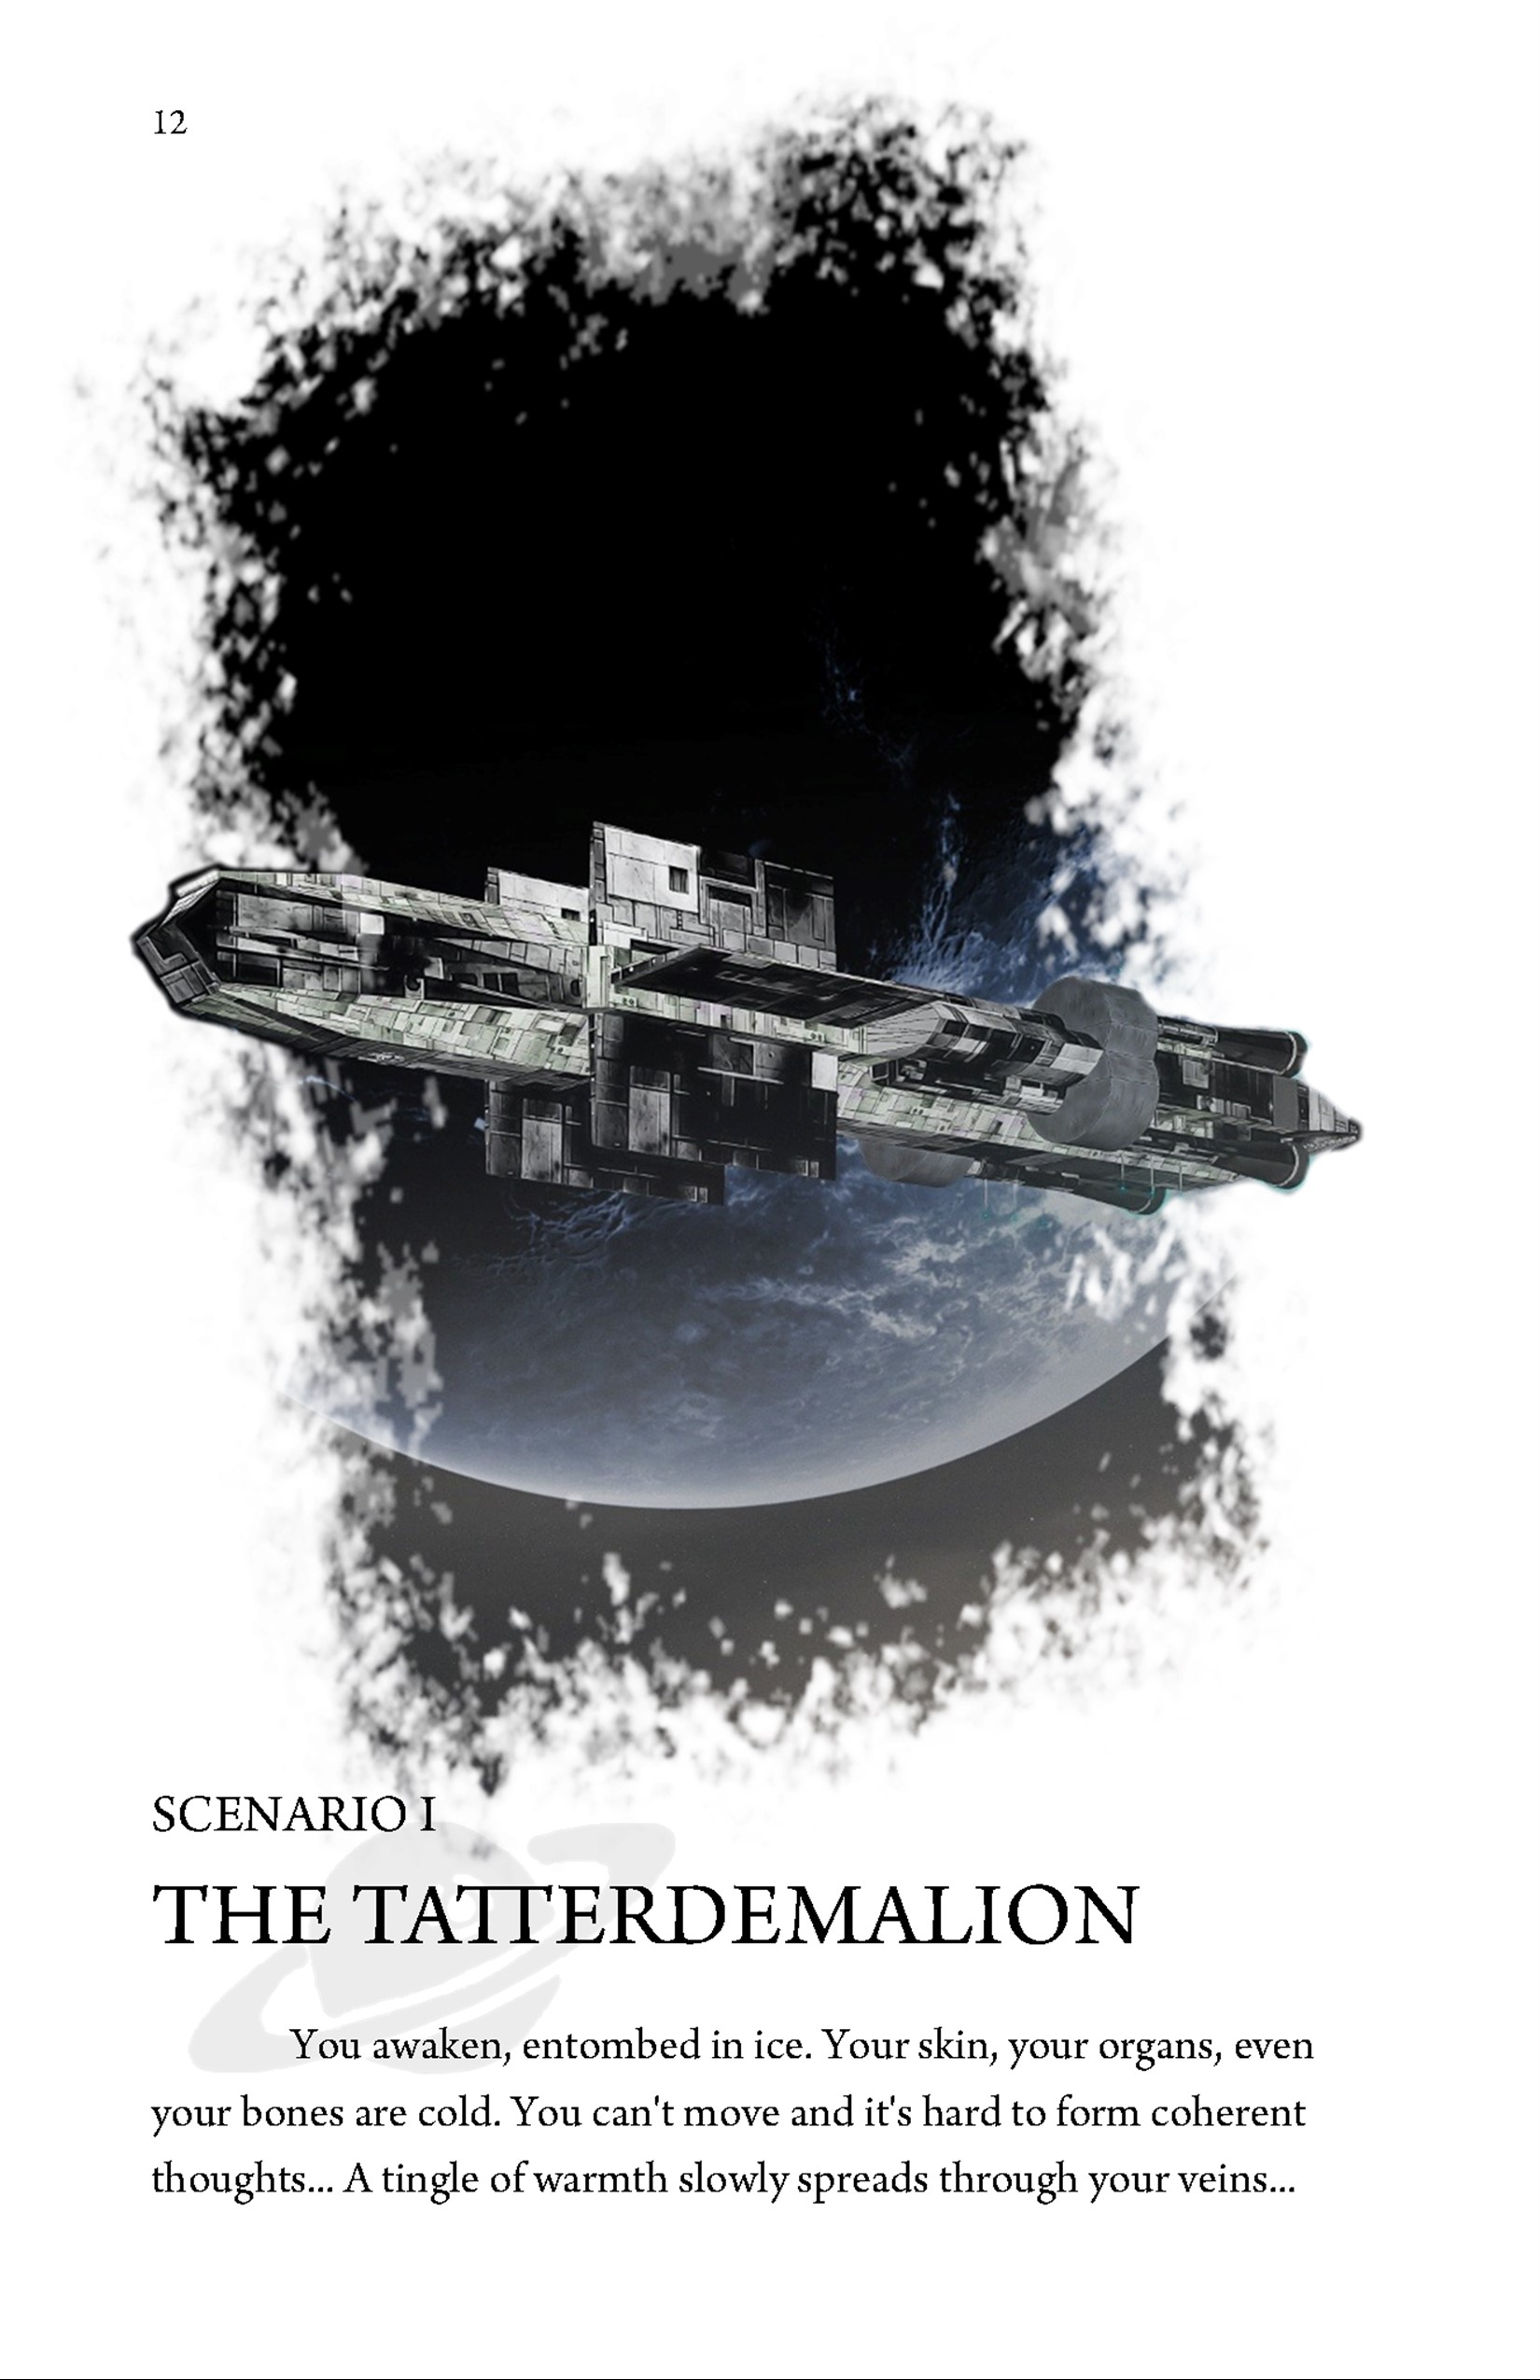 12
SCENARIO I
THE TATTERDEMALION
You awaken, entombed in ice. Your skin, your organs, even
your bones are cold. You can't move and it's hard to form coherent
thoughts... A tingle of warmth slowly spreads through your veins...